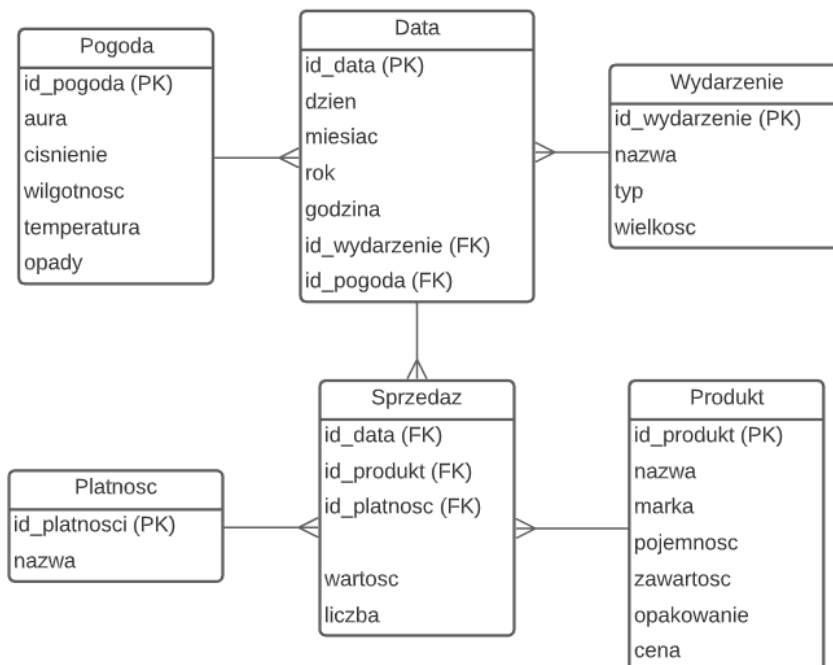 Pogoda
id_pogoda (PK)
aura
cisnienie
wilgotnosc
temperatura
opady
Data
id_data (PK)
dzien
miesiac
rok
godzina
id_wydarzenie (FK)
id_pogoda (FK)
Wydarzenie
id_wydarzenie (PK)
nazwa
typ
wielkosc
Platnosc
id_platnosci (PK)
nazwa
Sprzedaz
id_data (FK)
id_produkt (FK)
id_platnosc (FK)
wartosc
liczba
Produkt
id_produkt (PK)
nazwa
marka
pojemnosc
zawartosc
opakowanie
cena